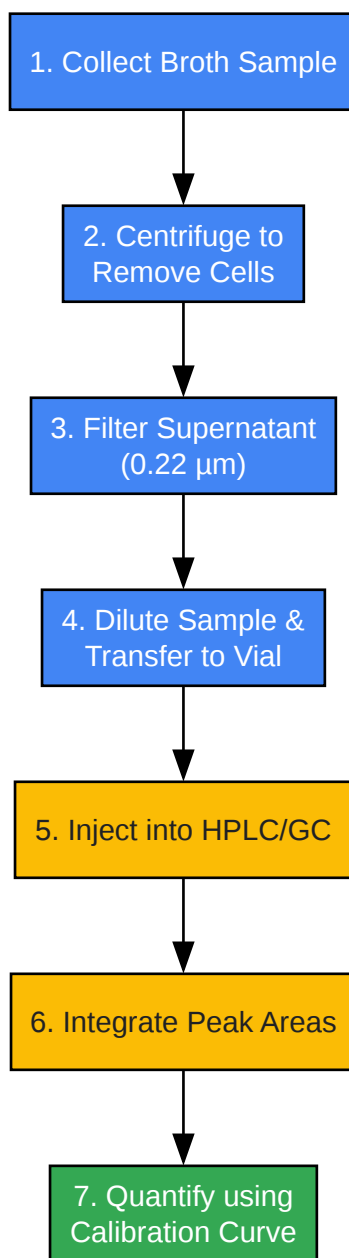 1. Collect Broth Sample
2. Centrifuge to
Remove Cells
3. Filter Supernatant
(0.22 µm)
4. Dilute Sample &
Transfer to Vial
5. Inject into HPLC/GC
6. Integrate Peak Areas
7. Quantify using
Calibration Curve